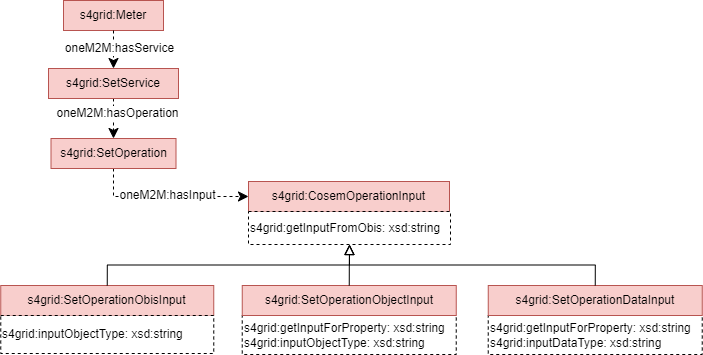 s4grid:Meter
oneM2M:hasService
s4grid:SetService
oneM2M:hasOperation
s4grid:SetOperation
oneM2M:hasInput
s4grid:CosemOperationInput
s4grid:getInputFromObis: xsd:string
s4grid:SetOperationObisInput
s4grid:inputObjectType: xsd:string
s4grid:SetOperationObjectInput
s4grid:getInputForProperty: xsd:string
s4grid:inputObjectType: xsd:string
s4grid:SetOperationDataInput
s4grid:getInputForProperty: xsd:string
s4grid:inputDataType: xsd:string